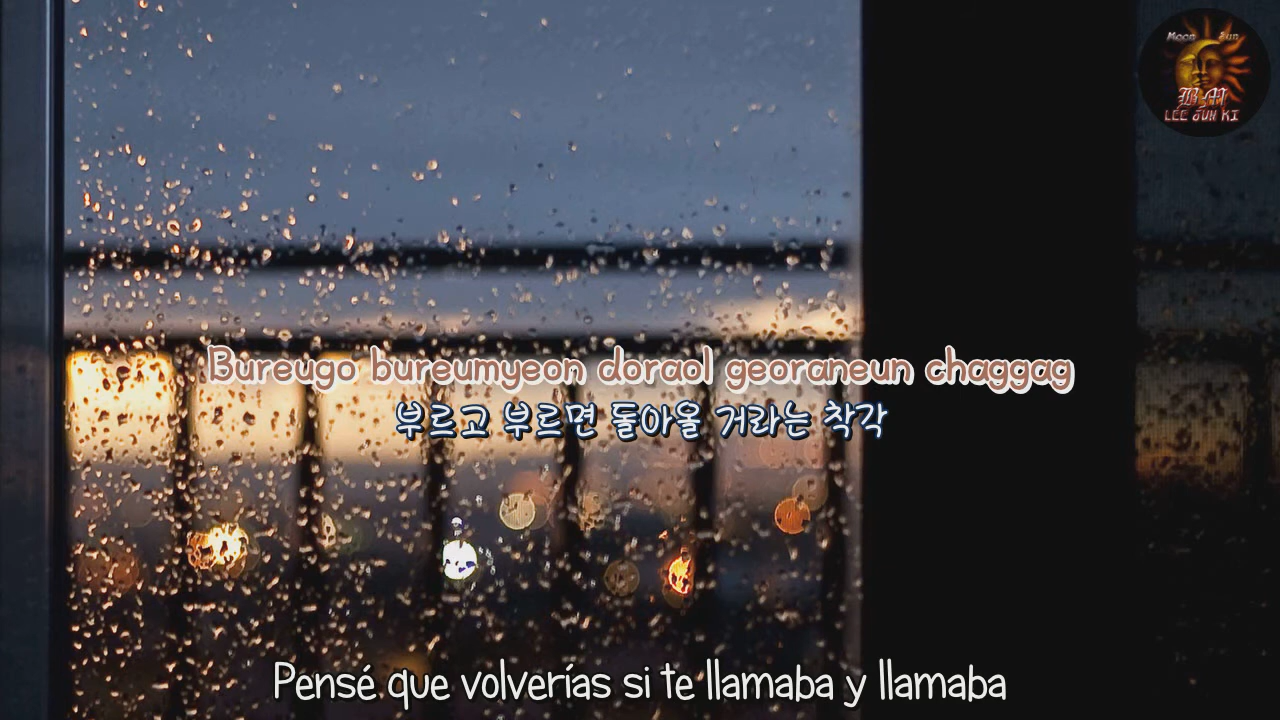 Moon Sun
LEE JUN KI
Bureugo bureumyeon doraol georaneun chaggag
부르고 부르면 돌아올 거라는 착각
Pensé que volverías si te llamaba y llamaba